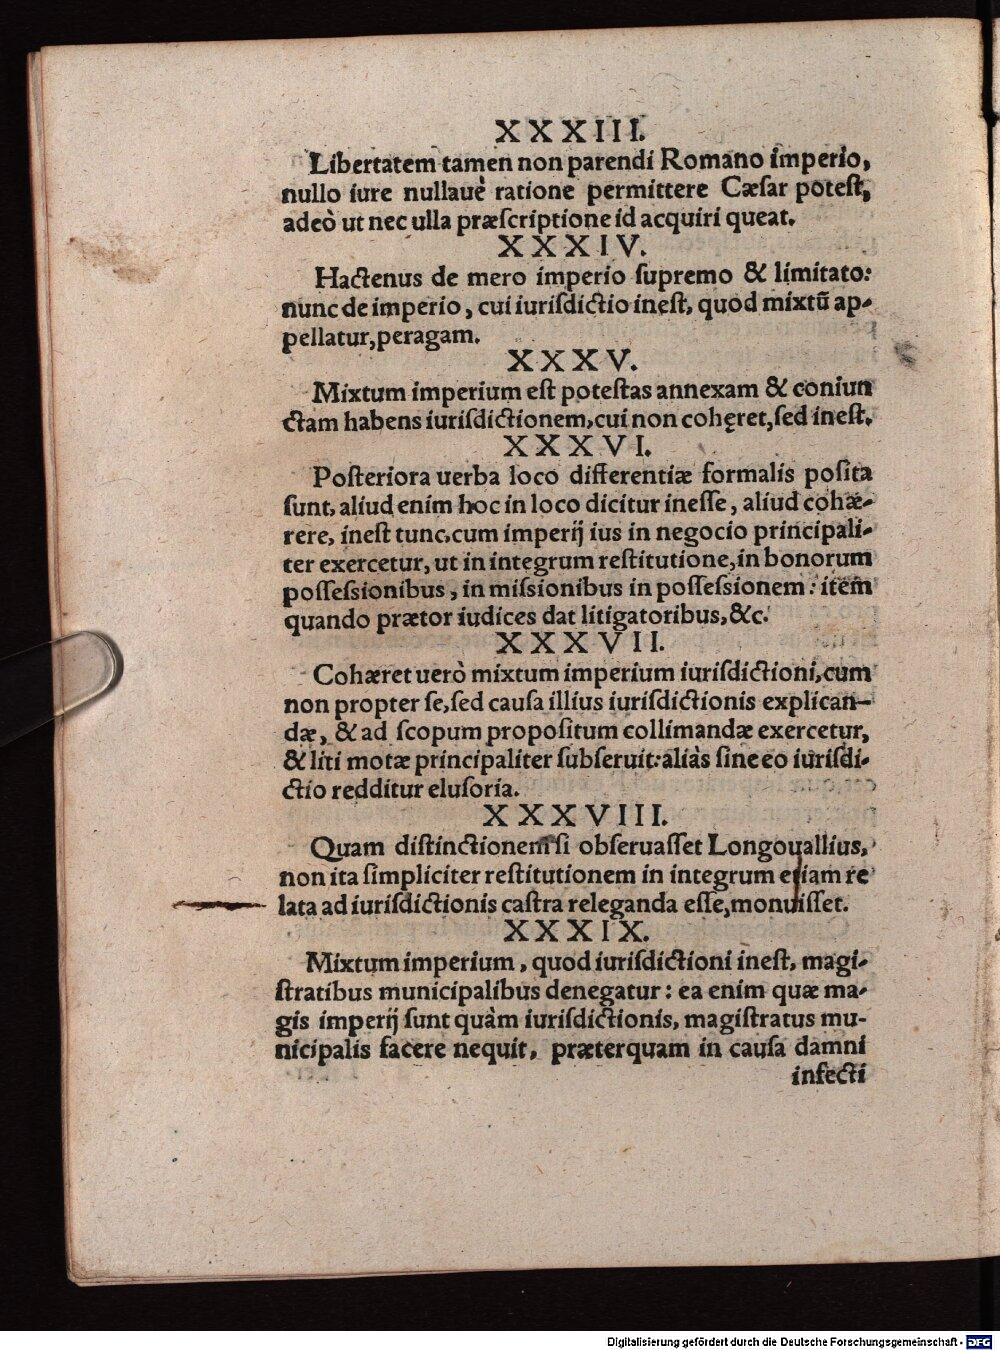 XXXIII.
Libertatem tamen non parendi Romano imperio,
nullo iure nullauè ratione permittere Cæsar potest,
adeò ut nec ulla præscriptione id acquiri queat.
XXXIV.
Hactenus de mero imperio supremo & limitato:
nunc de imperio, cui iurisdictio inest, quod mixtū ap-
pellatur, peragam.
XXXV.
Mixtum imperium est potestas annexam & coniun
ctam habens iurisdictionem, cui non cohęret, sed inest.
XXXVI.
Posteriora uerba loco differentiæ formalis posita
sunt, aliud enim hoc in loco dicitur inesse, aliud cohæ-
rere, inest tunc, cum imperij ius in negocio principali-
ter exercetur, ut in integrum restitutione, in bonorum
possessionibus, in missionibus in possessionem: item
quando prætor iudices dat litigatoribus, &c.
XXXVII.
Cohæret uerò mixtum imperium iurisdictioni, cum
non propter se, sed causa illius iurisdictionis explican-
dæ, & ad scopum propositum collimandæ exercetur,
& liti motæ principaliter subseruit: aliàs sine eo iurisdi-
ctio redditur elusoria.
XXXVIII.
Quam distinctionem si obseruasset Longouallius,
non ita simpliciter restitutionem in integrum etiam re
lata ad iurisdictionis castra releganda esse, monuisset.
XXXIX.
Mixtum imperium, quod iurisdictioni inest, magi-
stratibus municipalibus denegatur: ea enim quæ ma-
gis imperij sunt quàm iurisdictionis, magistratus mu-
nicipalis facere nequit, præterquam in causa damni
infecti
Digitalisierung gefördert durch die Deutsche Forschungsgemeinschaft - DFG